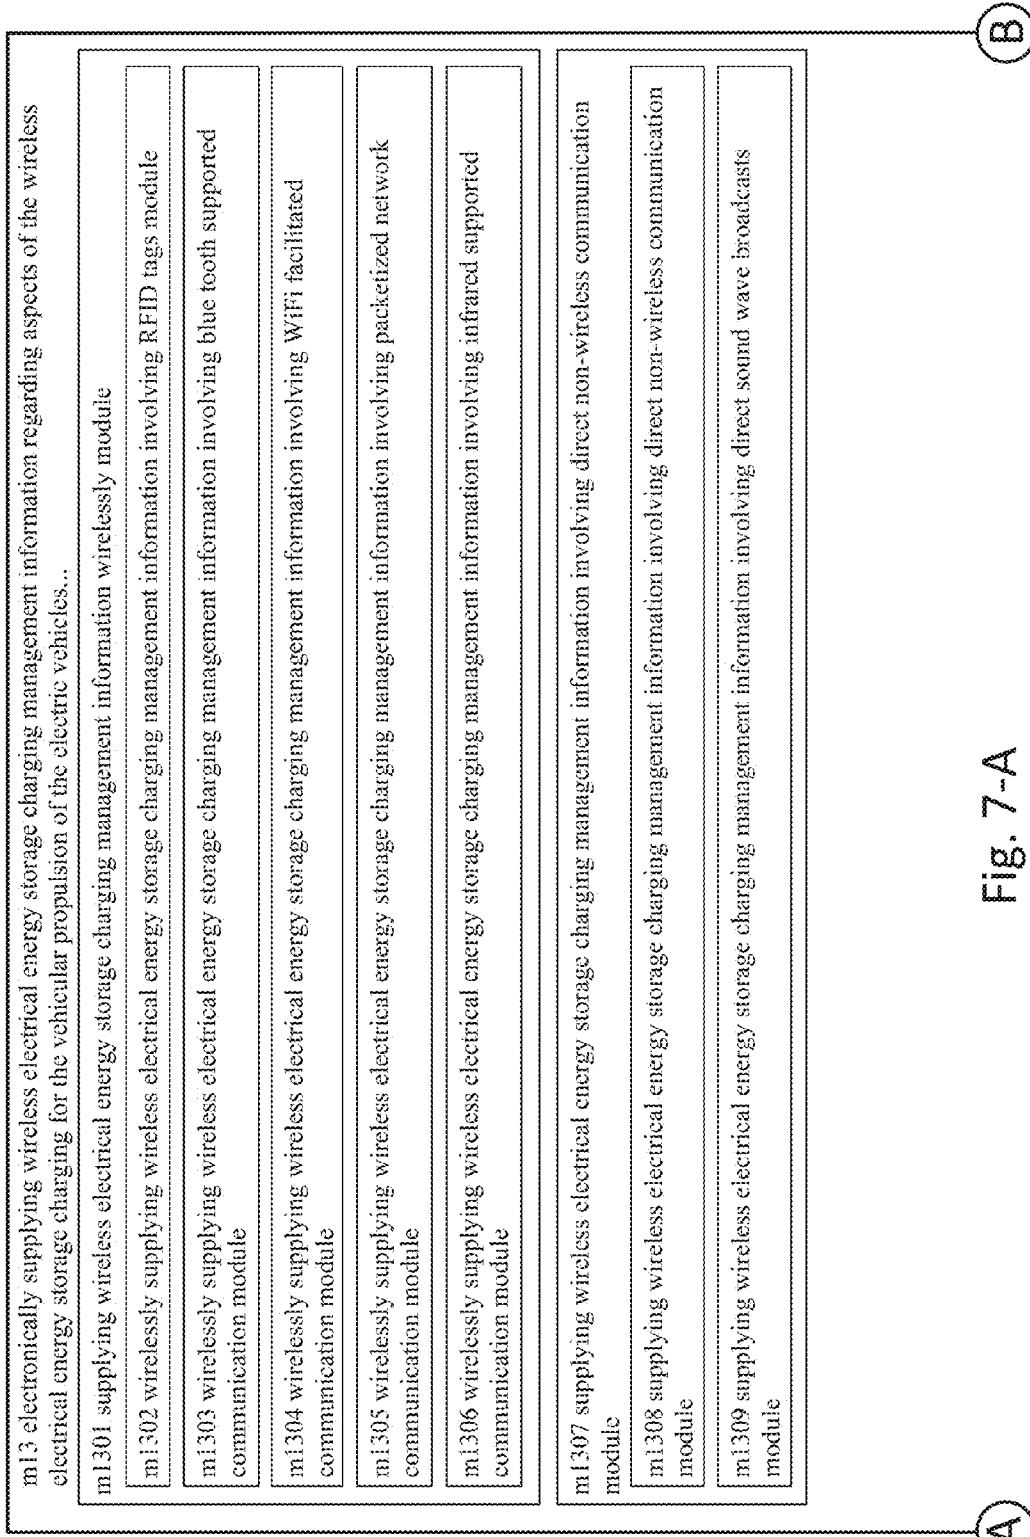 m13 electronically supplying wireless electrical energy storage charging management information regarding aspects of the wireless
electrical energy storage charging for the vehicular propulsion of the electric vehicles...
m1301 supplying wireless electrical energy storage charging management information wirelessly module
m1302 wirelessly supplying wireless electrical energy storage charging management information involving RFID tags module
m1303 wirelessly supplying wireless electrical energy storage charging management information involving blue tooth supported
communication module
m1304 wirelessly supplying wireless electrical energy storage charging management information involving WiFi facilitated
communication module
m1305 wirelessly supplying wireless electrical energy storage charging management information involving packetized network
communication module
m1306 wirelessly supplying wireless electrical energy storage charging management information involving infrared supported
communication module
m1307 supplying wireless electrical energy storage charging management information involving direct non-wireless communication
module
m1308 supplying wireless electrical energy storage charging management information involving direct non-wireless communication
module
m1309 supplying wireless electrical energy storage charging management information involving direct sound wave broadcasts
module
A
B
Fig. 7-A